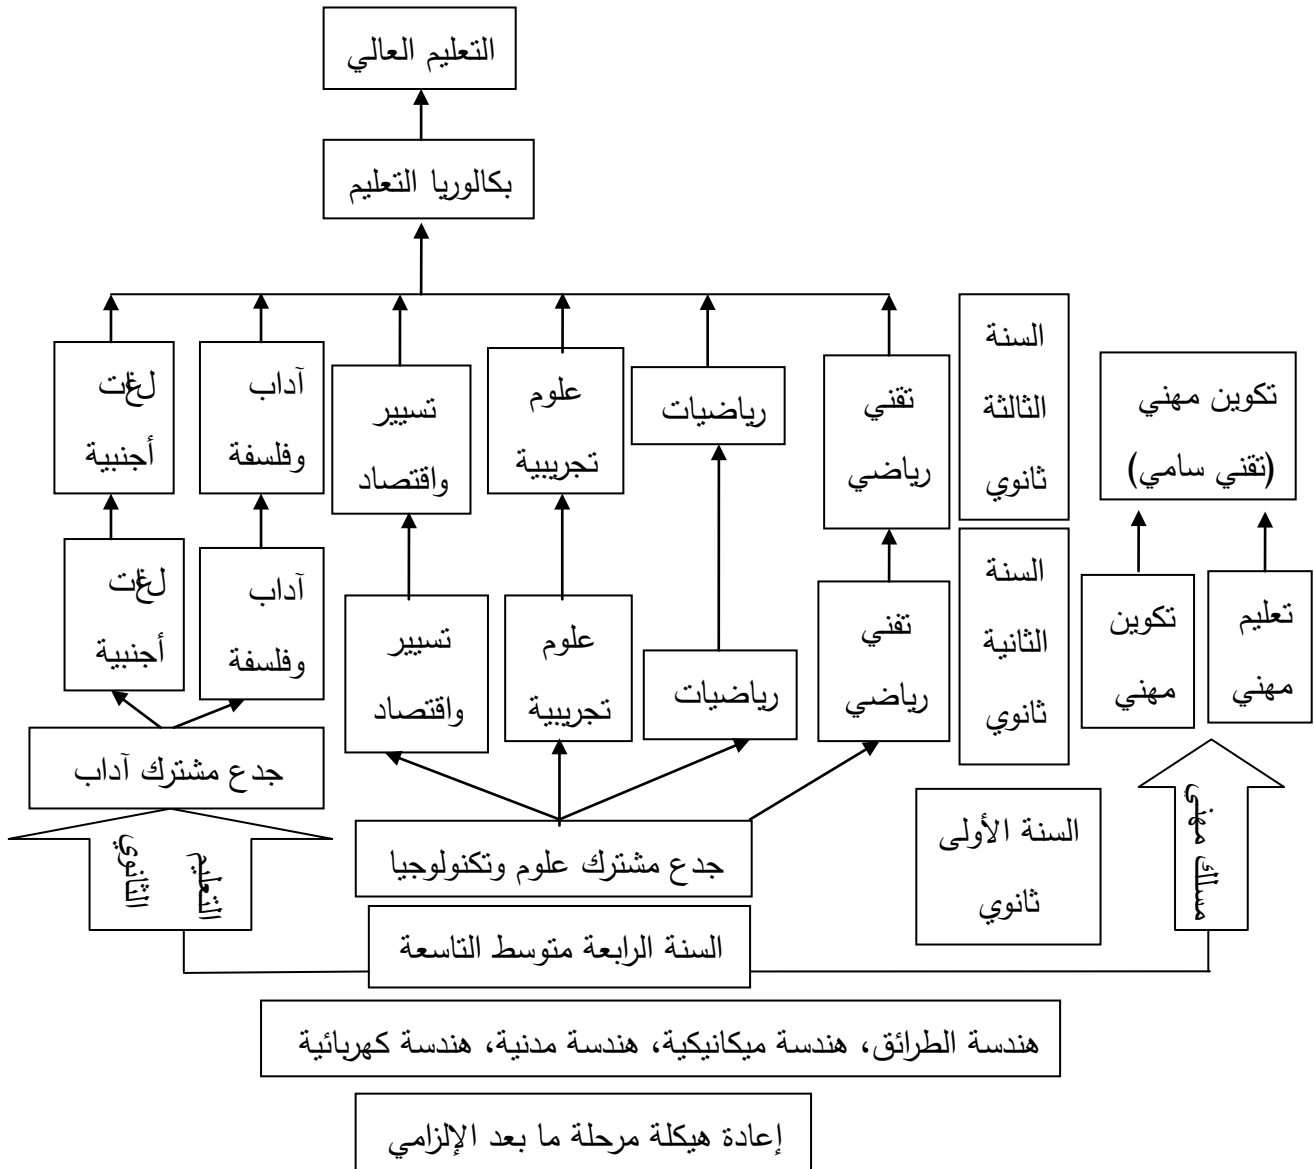 التعليم العالي
بكالوريا التعليم
السنة
الثالثة
ثانوي
تكوين مهني
(تقني سامي)
تقني
رياضي
رياضيات
علوم
تجريبية
تسيير
واقتصاد
آداب
وفلسفة
لغات
أجنبية
تعليم
مهني
تكوين
مهني
السنة
الثانية
ثانوي
تقني
رياضي
رياضيات
علوم
تجريبية
تسيير
واقتصاد
آداب
وفلسفة
لغات
أجنبية
مسلك مهني
السنة الأولى
ثانوي
جدع مشترك علوم وتكنولوجيا
جدع مشترك آداب
التعليم
الثانوي
السنة الرابعة متوسط التاسعة
هندسة الطرائق، هندسة ميكانيكية، هندسة مدنية، هندسة كهربائية
إعادة هيكلة مرحلة ما بعد الإلزامي